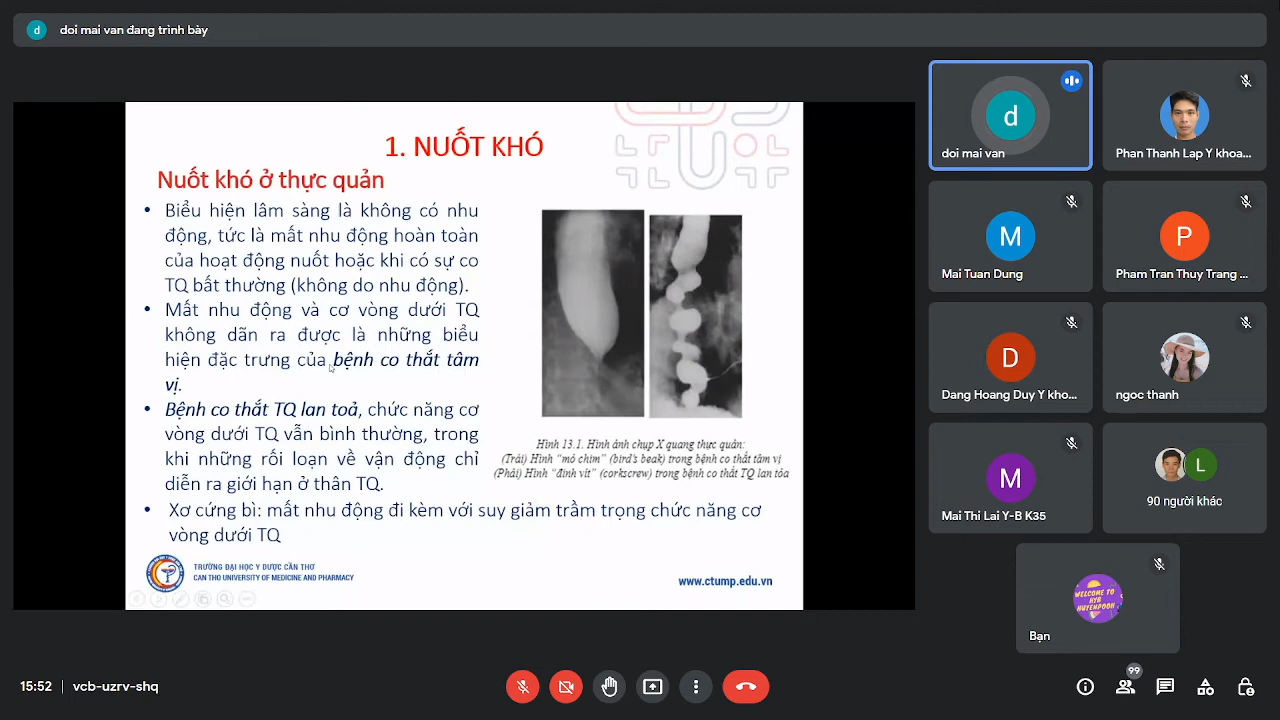 d
doi mai van đang trình bày
1. NUỐT KHÓ
Nuốt khó ở thực quản
• Biểu hiện lâm sàng là không có nhu
động, tức là mất nhu động hoàn toàn
của hoạt động nuốt hoặc khi có sự co
TQ bất thường (không do nhu động).
• Mất nhu động và cơ vòng dưới TQ
không dãn ra được là những biểu
hiện đặc trưng của bệnh co thắt tâm
vị.
• Bệnh co thắt TQ lan toả, chức năng cơ
vòng dưới TQ vẫn bình thường, trong
khi những rối loạn về vận động chỉ
diễn ra giới hạn ở thân TQ.
• Xơ cứng bì: mất nhu động đi kèm với suy giảm trầm trọng chức năng cơ
vòng dưới TQ
Hình 13.1. Hình ảnh chụp X quang thực quản:
(Trái) Hình “mỏ chim” (bird's beak) trong bệnh co thắt tâm vị
(Phải) Hình “đinh vít” (corkscrew) trong bệnh co thắt TQ lan tỏa
TRƯỜNG ĐẠI HỌC Y DƯỢC CẦN THƠ
CAN THO UNIVERSITY OF MEDICINE AND PHARMACY
www.ctump.edu.vn
d
doi mai van
Phan Thanh Lap Y khoa...
M
Mai Tuan Dung
P
Pham Tran Thuy Trang ...
D
Dang Hoang Duy Y kho...
ngoc thanh
M
Mai Thi Lai Y-B K35
L
90 người khác
WELCOME TO
HYB
HUYENPOOH
Bạn
15:52 | vcb-uzrv-shq
99